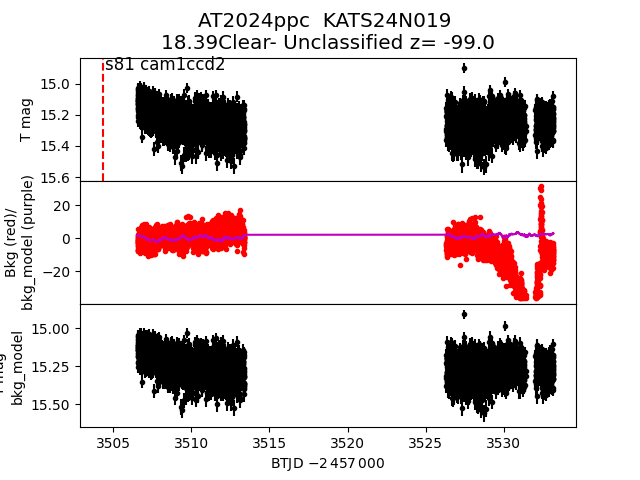 AT2024ppc  KATS24N019
18.39Clear- Unclassified z= -99.0
s81 cam1ccd2
15.0
15.2
15.4
15.6
T mag
20
0
−20
Bkg (red)/
bkg_model (purple)
15.00
15.25
15.50
mag
bkg_model
3505
3510
3515
3520
3525
3530
BTJD −2 457 000